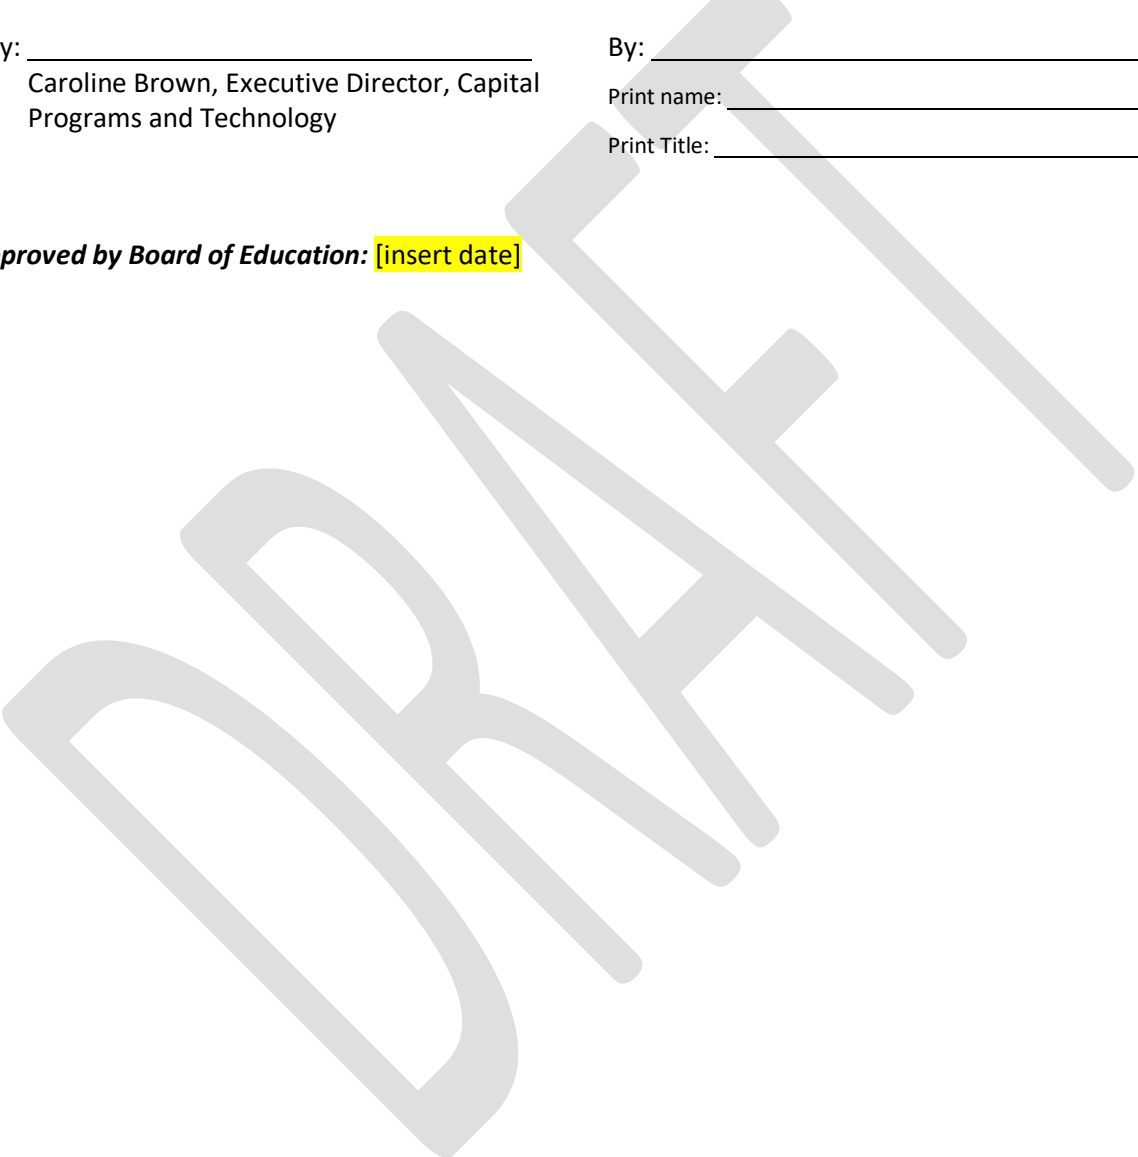 y:
Caroline Brown, Executive Director, Capital
Programs and Technology
By:
Print name:
Print Title:
proved by Board of Education: [insert date]
DRAFT